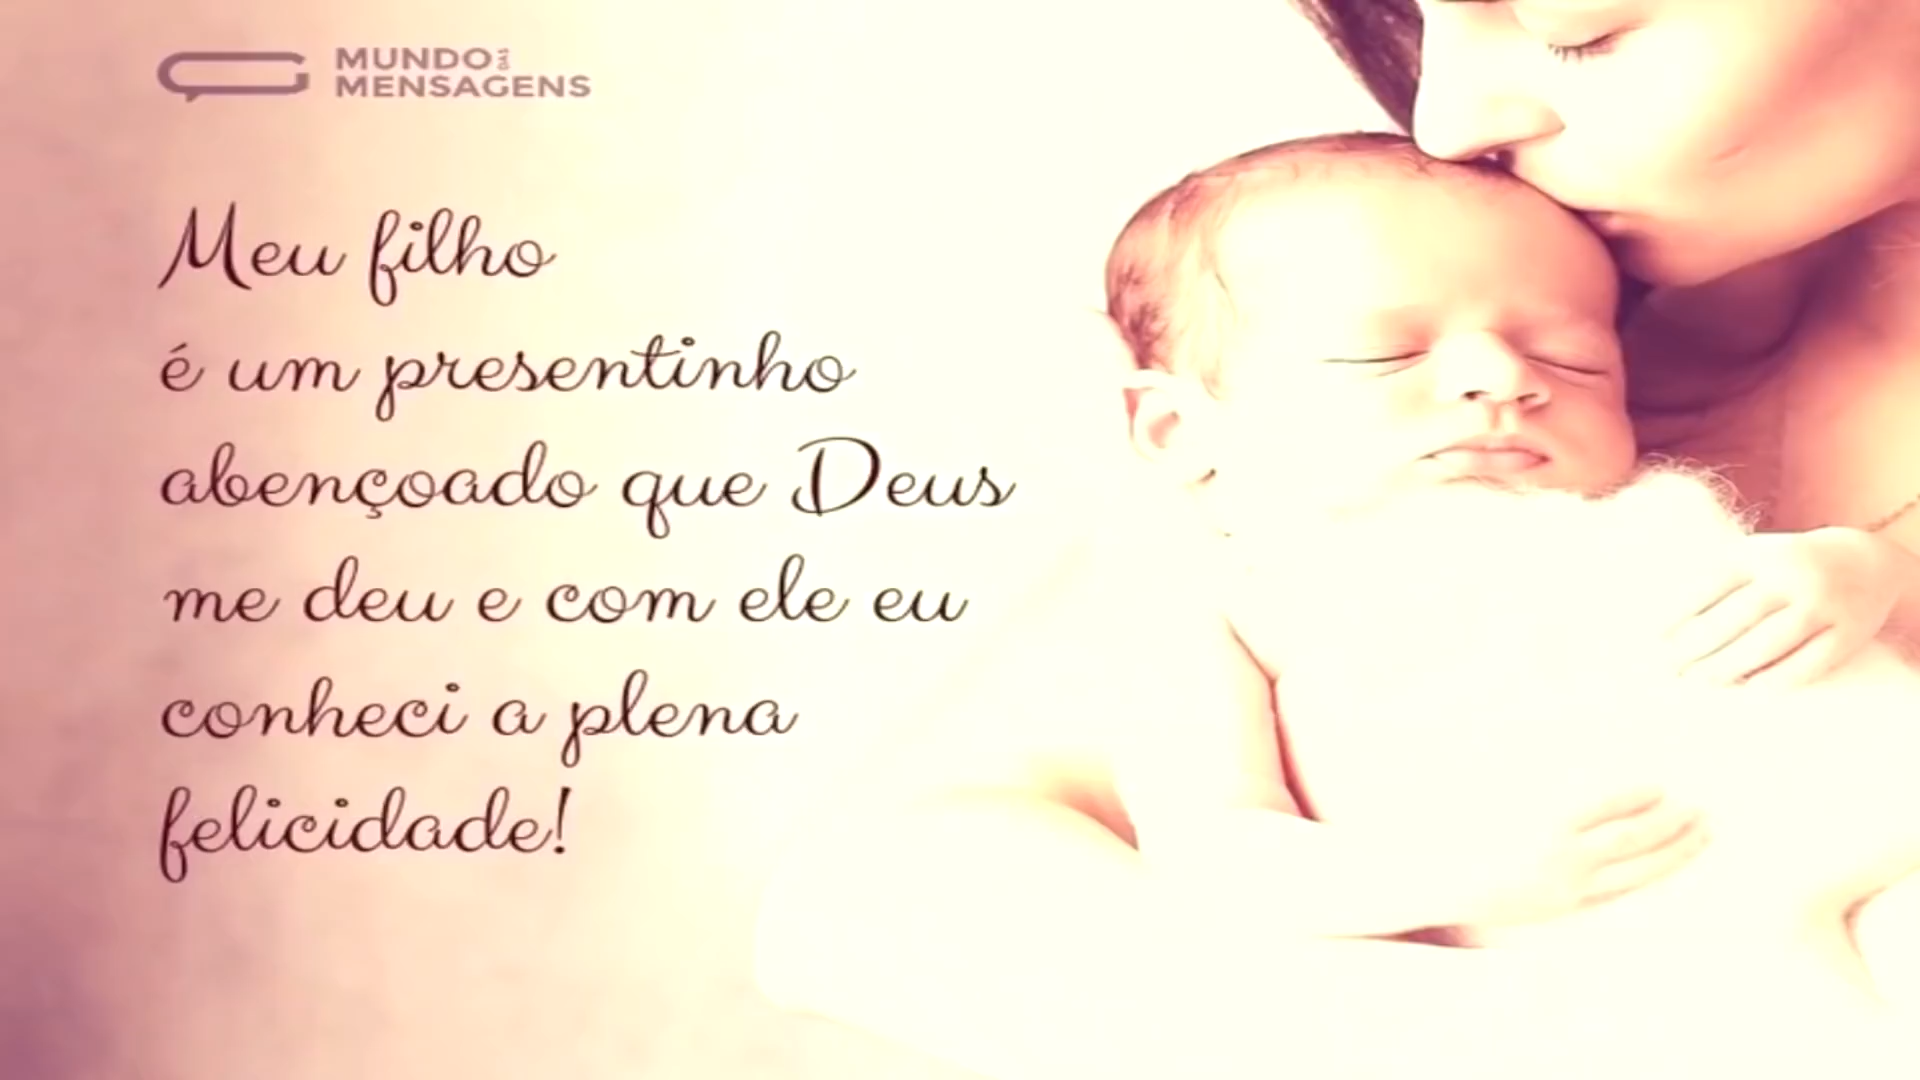 MUNDO DAS
MENSAGENS
Meu filho
é um presentinho
abençoado que Deus
me deu e com ele eu
conheci a plena
felicidade!